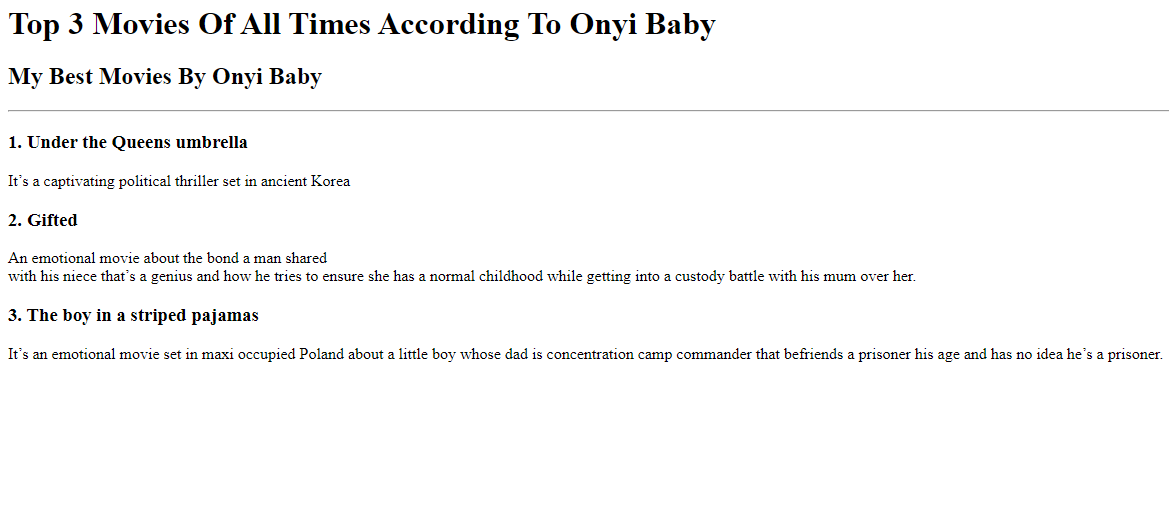 Top 3 Movies Of All Times According To Onyi Baby
My Best Movies By Onyi Baby
1. Under the Queens umbrella
It’s a captivating political thriller set in ancient Korea
2. Gifted
An emotional movie about the bond a man shared
with his niece that’s a genius and how he tries to ensure she has a normal childhood while getting into a custody battle with his mum over her.
3. The boy in a striped pajamas
It’s an emotional movie set in maxi occupied Poland about a little boy whose dad is concentration camp commander that befriends a prisoner his age and has no idea he’s a prisoner.